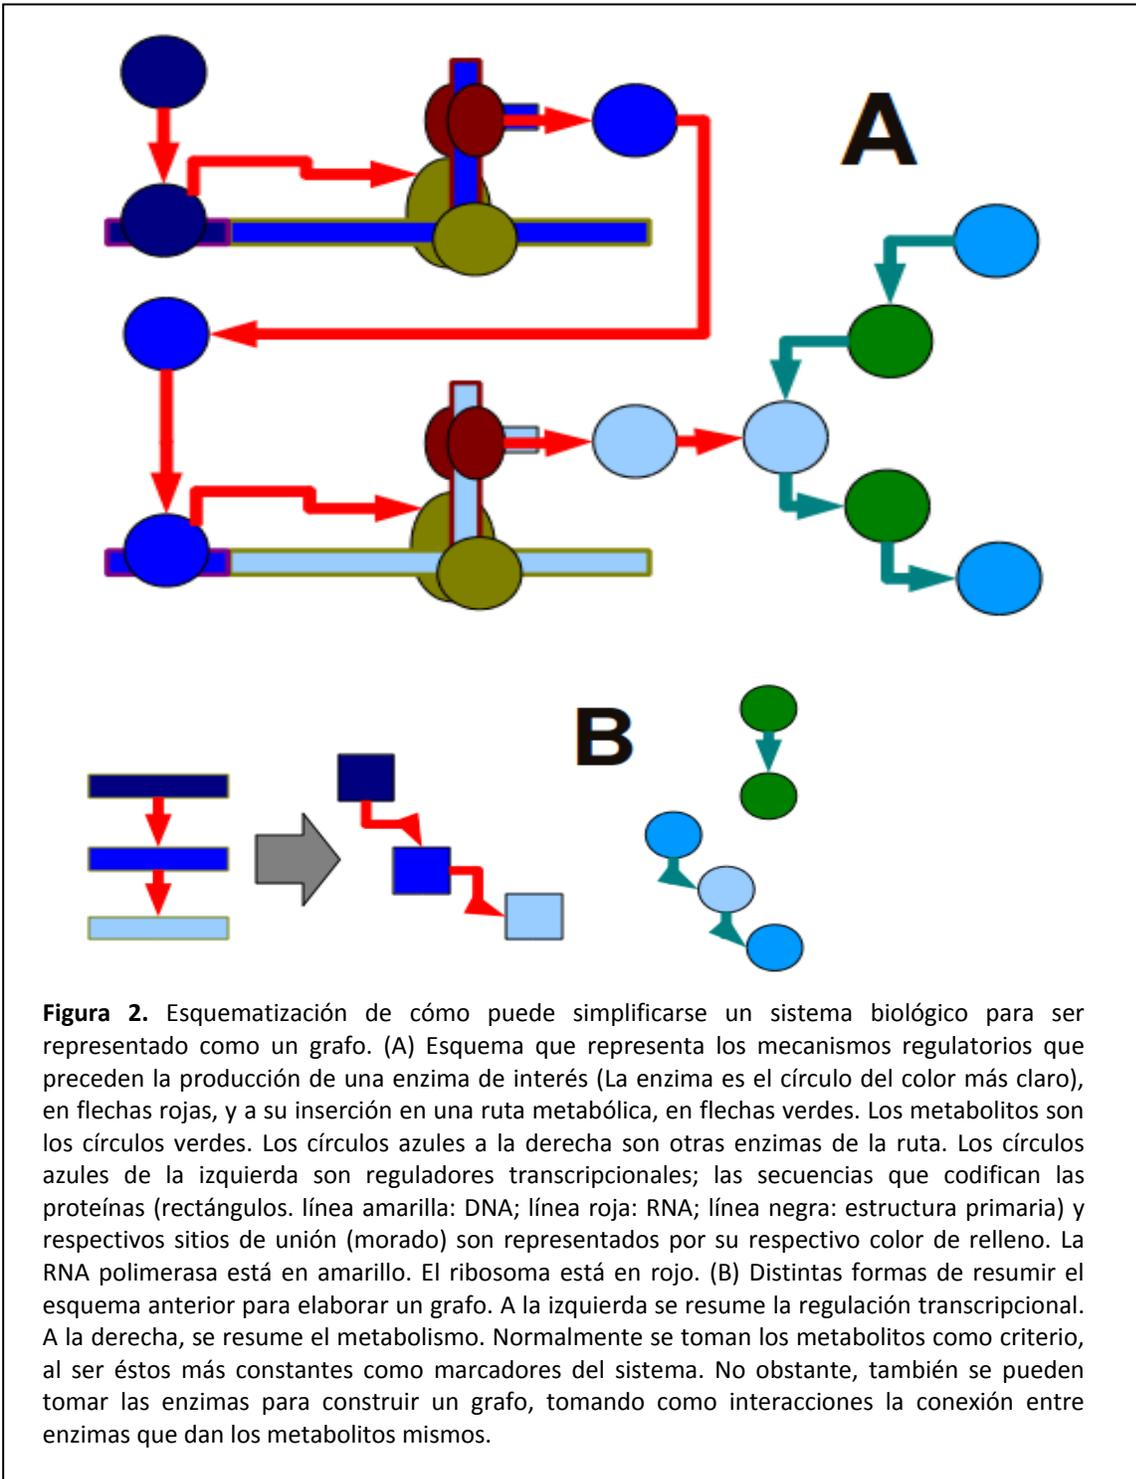 A
B
Figura 2. Esquematización de cómo puede simplificarse un sistema biológico para ser
representado como un grafo. (A) Esquema que representa los mecanismos regulatorios que
preceden la producción de una enzima de interés (La enzima es el círculo del color más claro),
en flechas rojas, y a su inserción en una ruta metabólica, en flechas verdes. Los metabolitos son
los círculos verdes. Los círculos azules a la derecha son otras enzimas de la ruta. Los círculos
azules de la izquierda son reguladores transcripcionales; las secuencias que codifican las
proteínas (rectángulos. línea amarilla: DNA; línea roja: RNA; línea negra: estructura primaria) y
respectivos sitios de unión (morado) son representados por su respectivo color de relleno. La
RNA polimerasa está en amarillo. El ribosoma está en rojo. (B) Distintas formas de resumir el
esquema anterior para elaborar un grafo. A la izquierda se resume la regulación transcripcional.
A la derecha, se resume el metabolismo. Normalmente se toman los metabolitos como criterio,
al ser éstos más constantes como marcadores del sistema. No obstante, también se pueden
tomar las enzimas para construir un grafo, tomando como interacciones la conexión entre
enzimas que dan los metabolitos mismos.